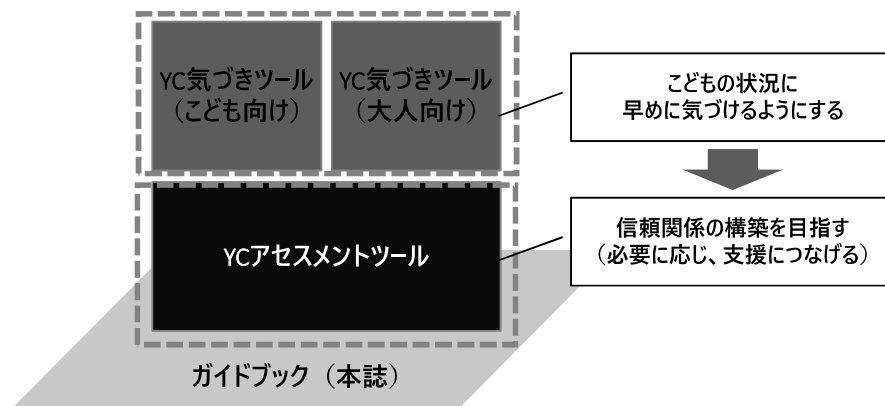 YC気づきツール
（こども向け）
YC気づきツール
（大人向け）
こどもの状況に
早めに気づけるようにする
YCアセスメントツール
信頼関係の構築を目指す
（必要に応じ、支援につなげる）
ガイドブック（本誌）